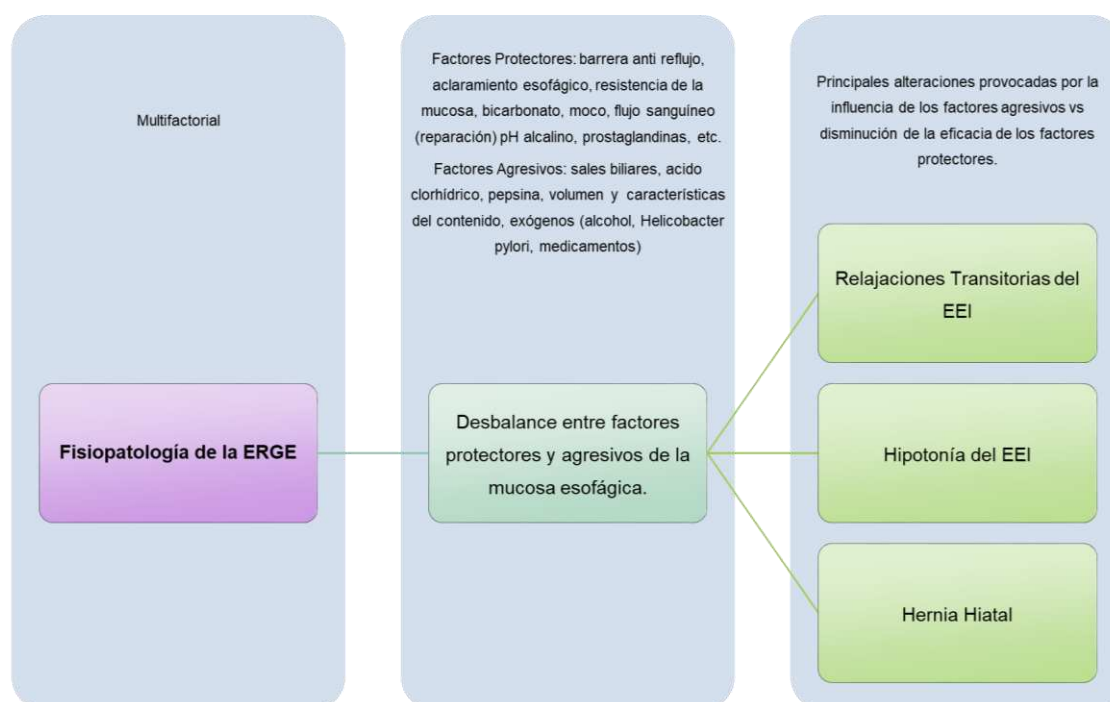 Multifactorial
Factores Protectores: barrera anti reflujo,
aclaramiento esofágico, resistencia de la
mucosa, bicarbonato, moco, flujo sanguíneo
(reparación) pH alcalino, prostaglandinas, etc.
Factores Agresivos: sales biliares, acido
clorhídrico, pepsina, volumen y características
del contenido, exógenos (alcohol, Helicobacter
pylori, medicamentos)
Principales alteraciones provocadas por la
influencia de los factores agresivos vs
disminución de la eficacia de los factores
protectores.
Fisiopatología de la ERGE
Desbalance entre factores
protectores y agresivos de la
mucosa esofágica.
Relajaciones Transitorias del
EEI
Hipotonía del EEI
Hernia Hiatal